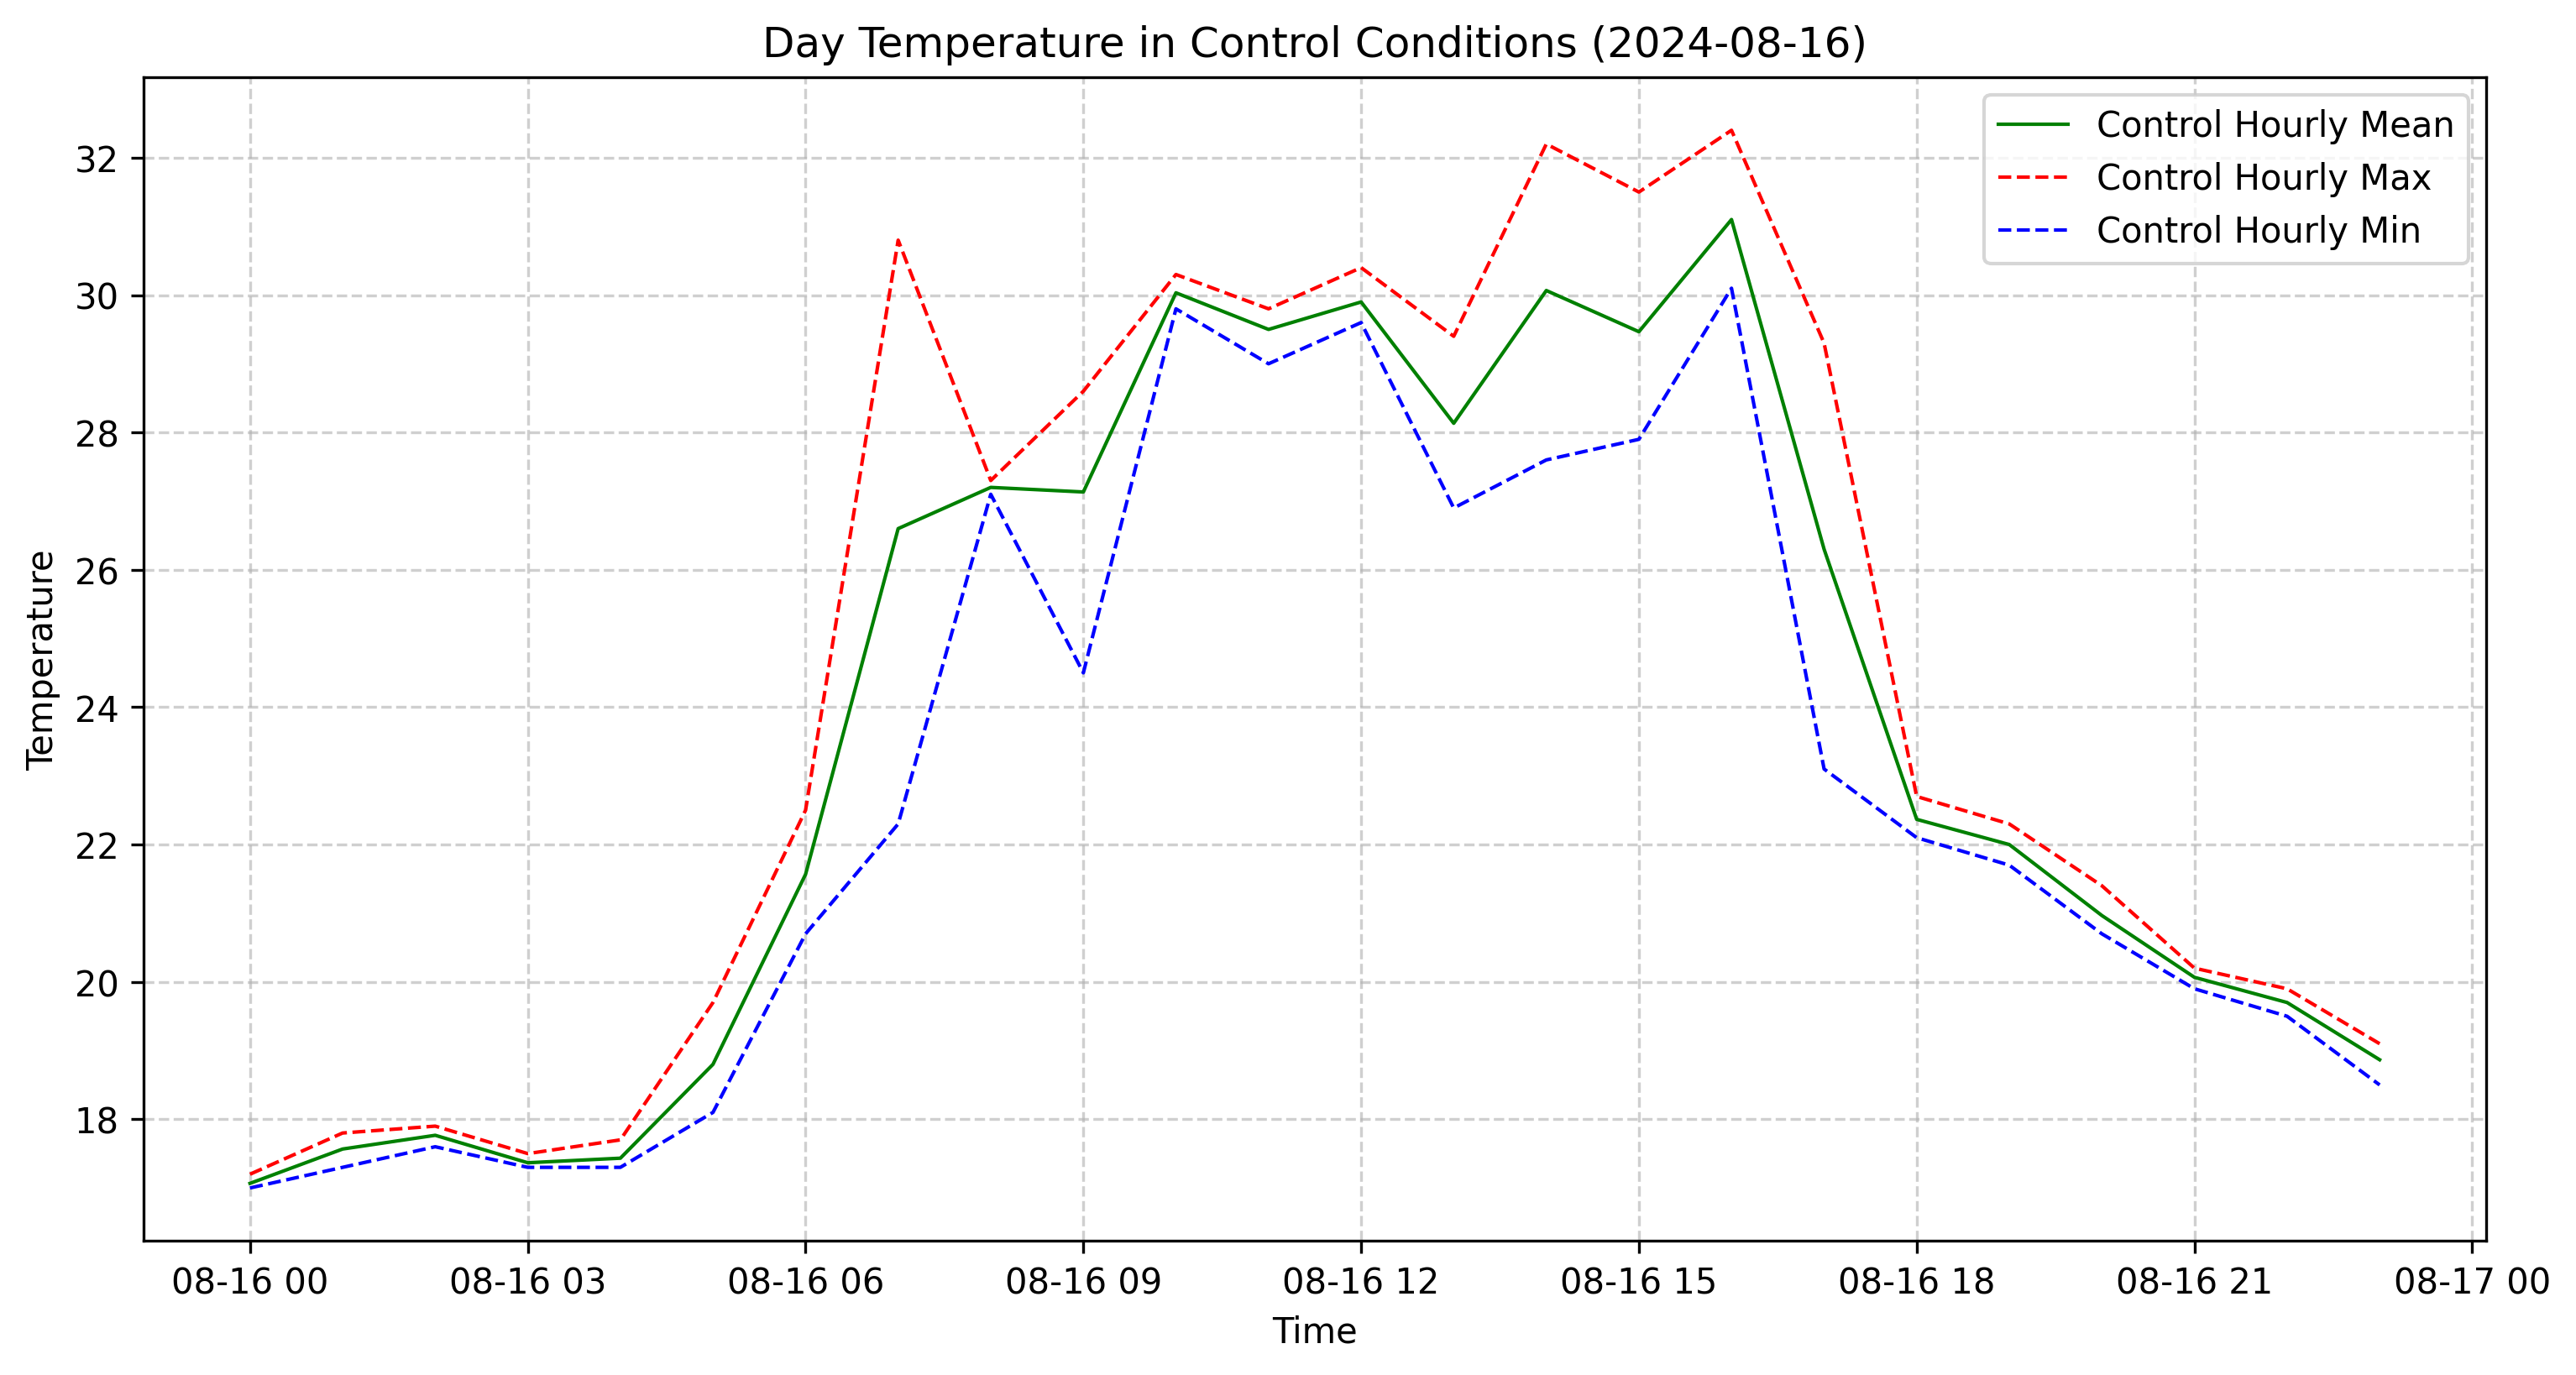 Day Temperature in Control Conditions (2024-08-16)
Control Hourly Mean
Control Hourly Max
Control Hourly Min
Temperature
32
30
28
26
24
22
20
18
08-16 00
08-16 03
08-16 06
08-16 09
08-16 12
08-16 15
08-16 18
08-16 21
08-17 00
Time